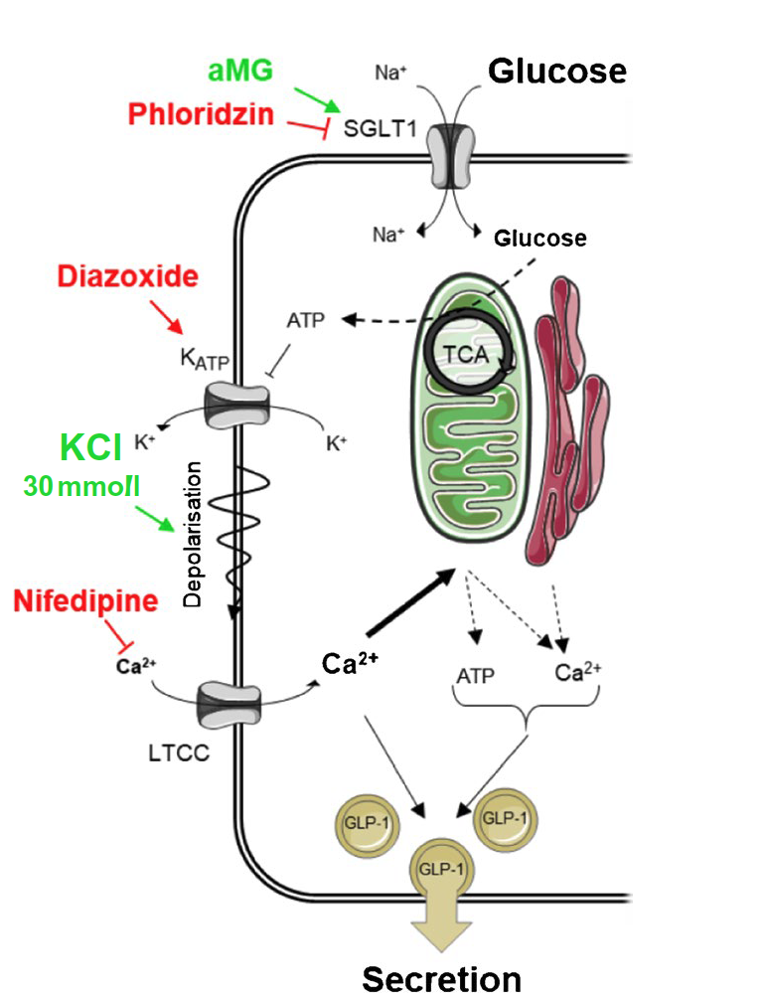 aMG
Na⁺
Glucose
Phloridzin
SGLT1
Na⁺
Glucose
Diazoxide
ATP
K_ATP
TCA
K⁺
K⁺
KCl
30 mmol/l
Depolarisation
Nifedipine
Ca²⁺
Ca²⁺
ATP
Ca²⁺
LTCC
GLP-1
GLP-1
GLP-1
Secretion